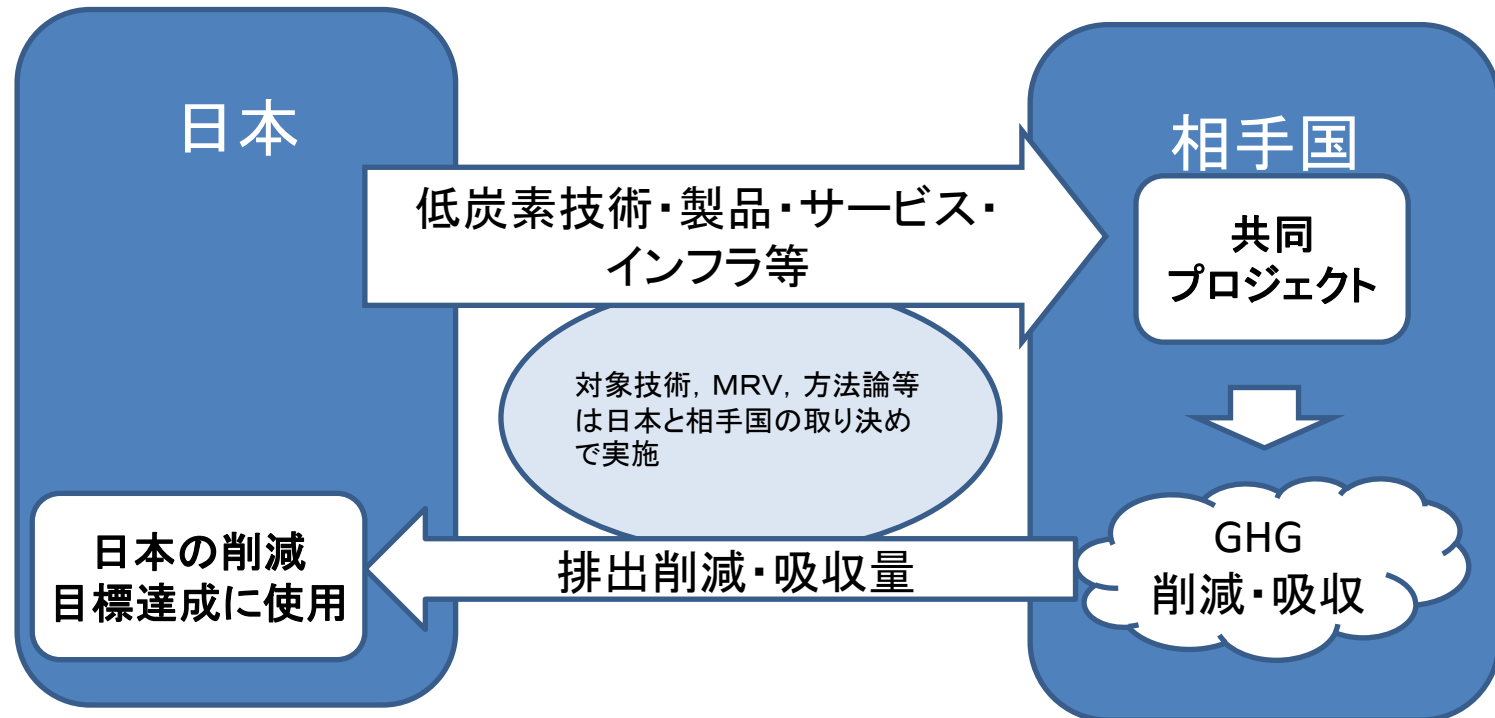 日本
相手国
低炭素技術・製品・サービス・
インフラ等
共同
プロジェクト
対象技術，ＭＲＶ，方法論等
は日本と相手国の取り決め
で実施
GHG
削減・吸収
排出削減・吸収量
日本の削減
目標達成に使用